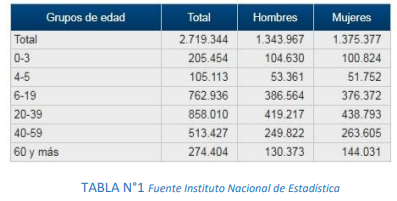 Grupos de edad Total Hombres Mujeres
Total 2.719.344 1.343.967 1.375.377
0-3 205.454 104.630 100.824
4-5 105.113 53.361 51.752
6-19 762.936 386.564 376.372
20-39 858.010 419.217 438.793
40-59 513.427 249.822 263.605
60 y más 274.404 130.373 144.031
TABLA N°1 Fuente Instituto Nacional de Estadística